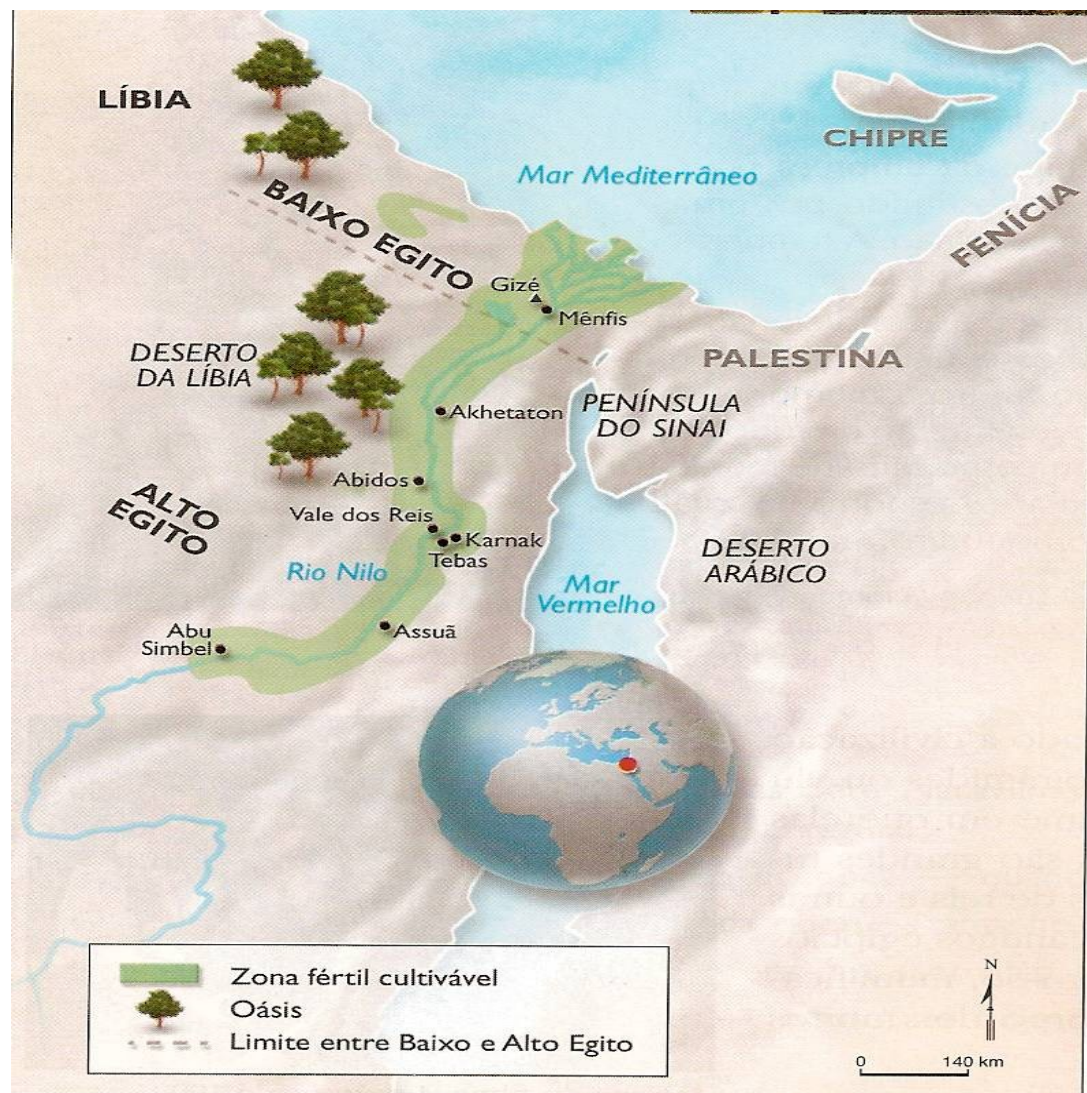 LÍBIA
CHIPRE
Mar Mediterrâneo
FENÍCIA
BAIXO EGITO
Gizé
Mênfis
DESERTO
DA LÍBIA
PALESTINA
PENÍNSULA
DO SINAI
Akhetaton
Abidos
ALTO
EGITO
Vale dos Reis
Karnak
Tebas
DESERTO
ARÁBICO
Rio Nilo
Mar
Vermelho
Abu
Simbel
Assuã
Zona fértil cultivável
Oásis
Limite entre Baixo e Alto Egito
N
0 140 km